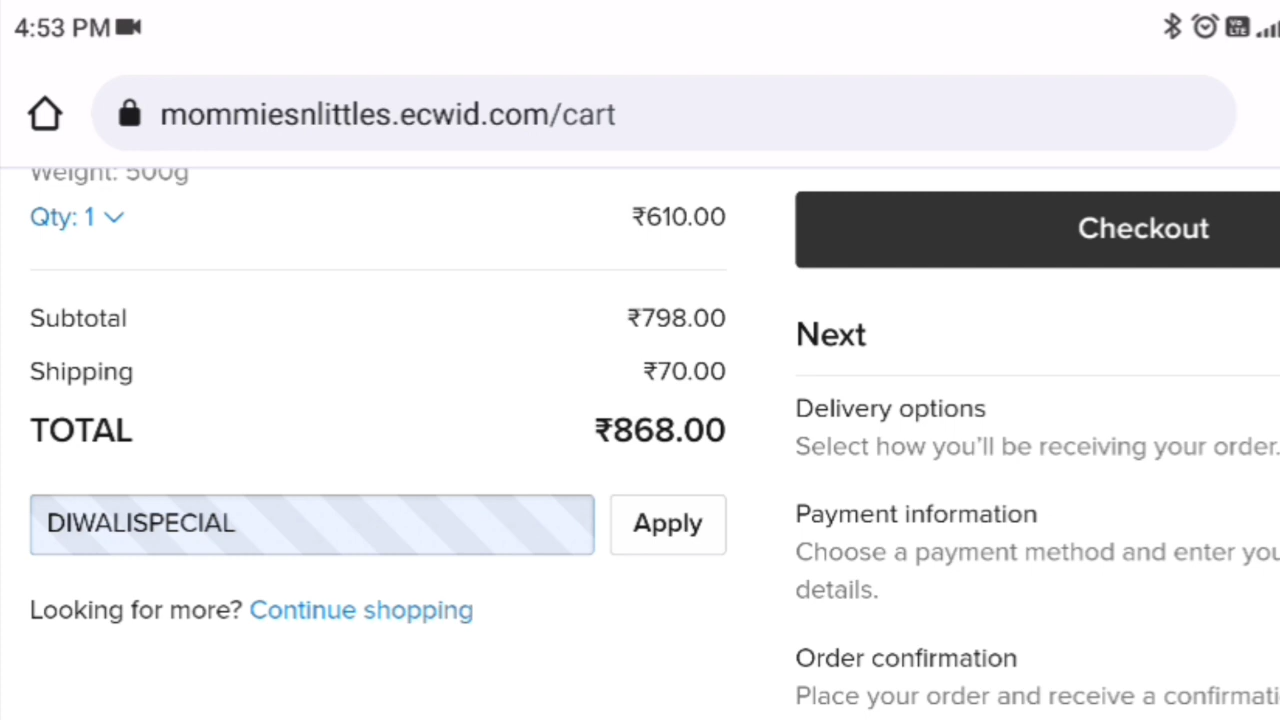 4:53 PM
mommiesnlittles.ecwid.com/cart
Weight: 500g
Qty: 1
₹610.00
Subtotal
₹798.00
Shipping
₹70.00
TOTAL
₹868.00
DIWALISPECIAL
Apply
Looking for more? Continue shopping
Checkout
Next
Delivery options
Select how you'll be receiving your order.
Payment information
Choose a payment method and enter you
details.
Order confirmation
Place your order and receive a confirmati